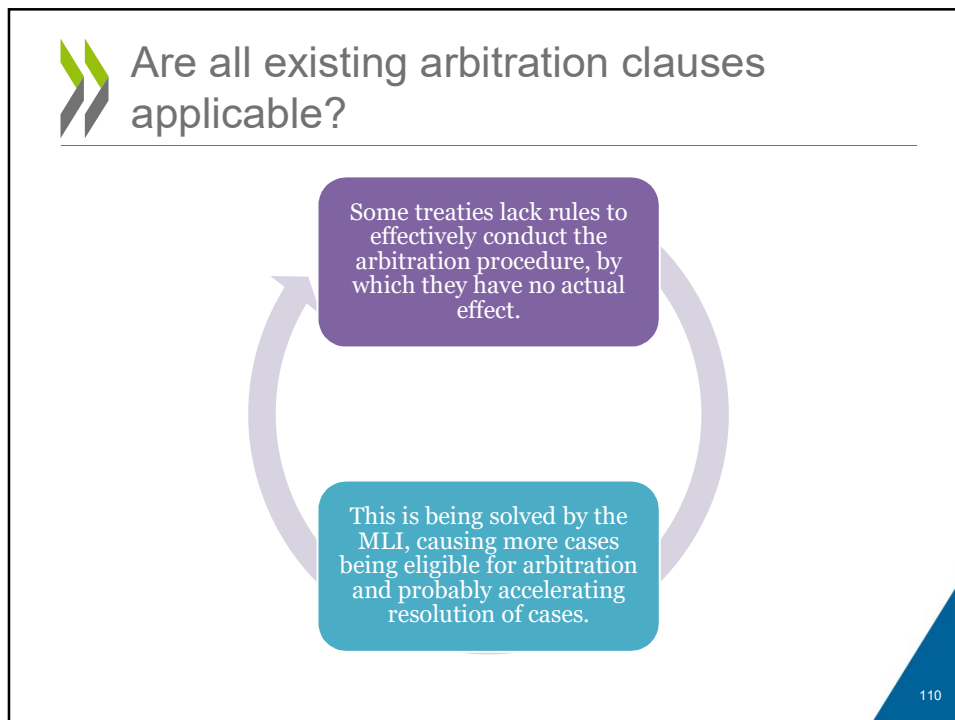 Are all existing arbitration clauses
applicable?
Some treaties lack rules to
effectively conduct the
arbitration procedure, by
which they have no actual
effect.
This is being solved by the
MLI, causing more cases
being eligible for arbitration
and probably accelerating
resolution of cases.
110